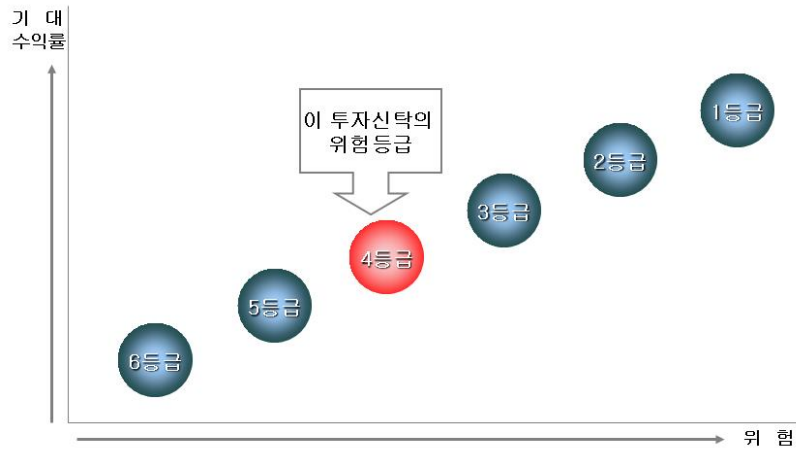 기 대
수익률
이 투자신탁의
위험등급
1등급
2등급
3등급
4등급
5등급
6등급
위 험